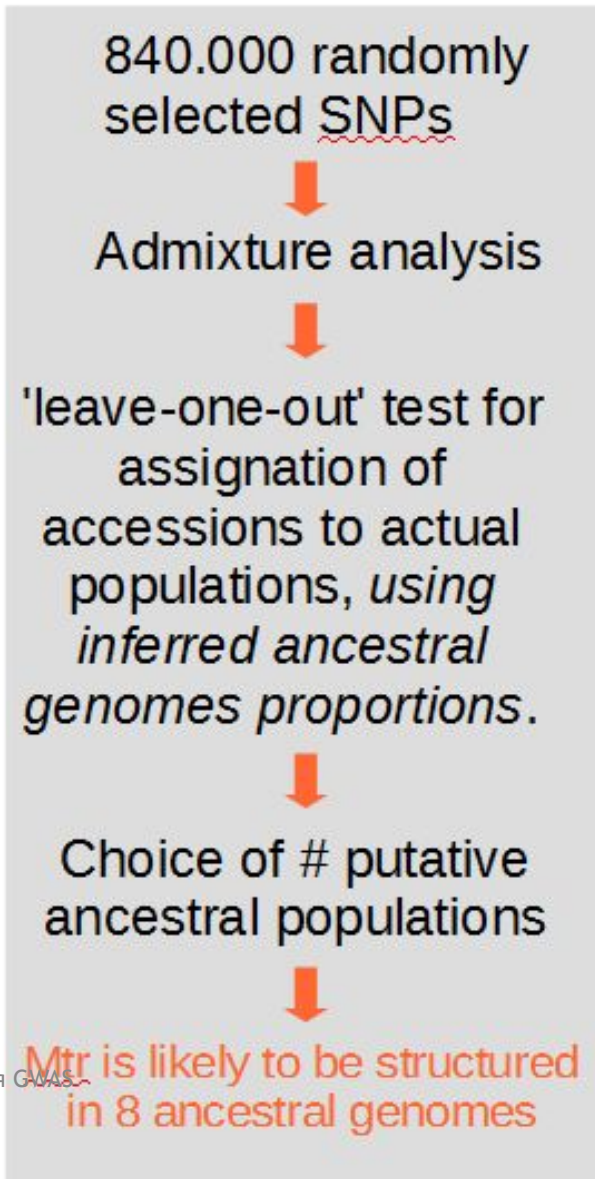 840.000 randomly
selected SNPs
Admixture analysis
'leave-one-out' test for
assignation of
accessions to actual
populations, using
inferred ancestral
genomes proportions.
Choice of # putative
ancestral populations
Mtr is likely to be structured
GWAS
in 8 ancestral genomes